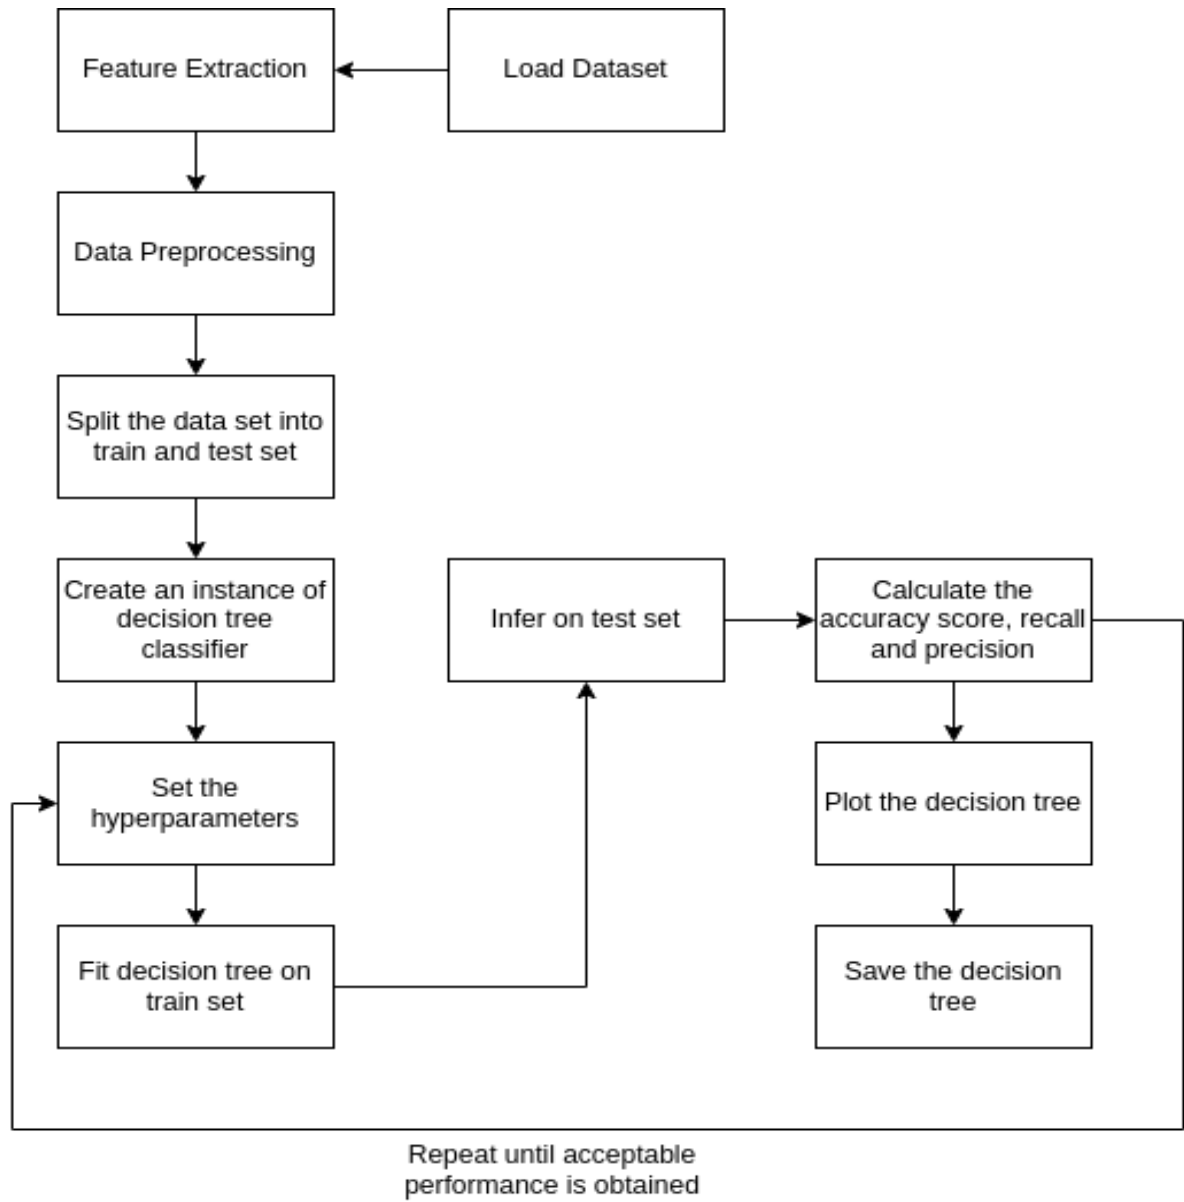 Feature Extraction
Load Dataset
Data Preprocessing
Split the data set into
train and test set
Create an instance of
decision tree
classifier
Infer on test set
Calculate the
accuracy score, recall
and precision
Set the
hyperparameters
Plot the decision tree
Fit decision tree on
train set
Save the decision
tree
Repeat until acceptable
performance is obtained